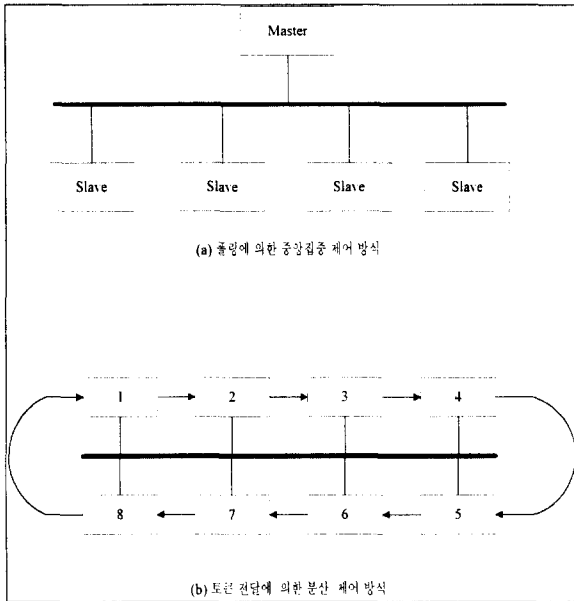 Master
Slave Slave Slave Slave
(a) 폴링에 의한 중앙집중 제어 방식
1 2 3 4
8 7 6 5
(b) 토큰 전달에 의한 분산 제어 방식